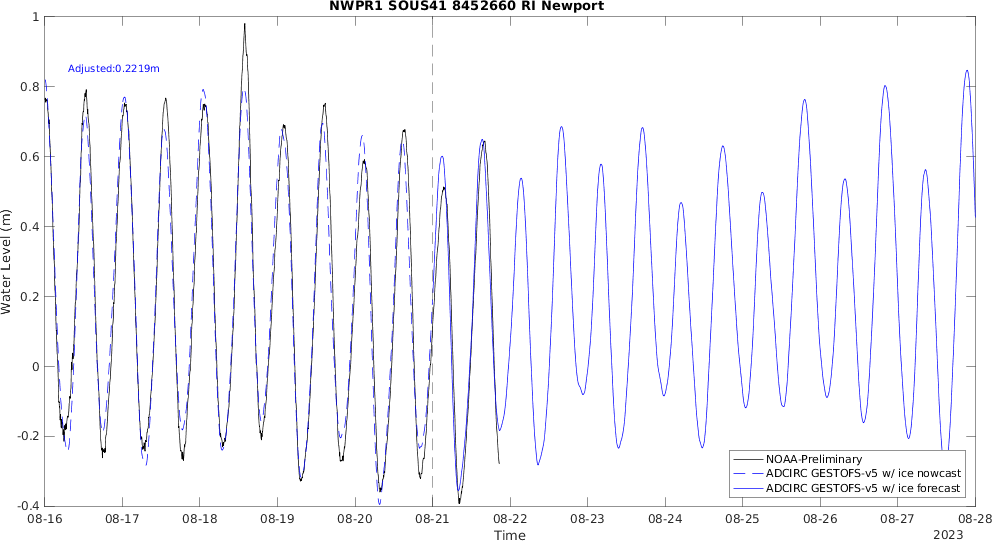 NWPR1 SOUS41 8452660 RI Newport
Adjusted:0.2219m
Water Level (m)
1
0.8
0.6
0.4
0.2
0
-0.2
-0.4
08-16 08-17 08-18 08-19 08-20 08-21 08-22 08-23 08-24 08-25 08-26 08-27 08-28
Time
2023
NOAA-Preliminary
ADCIRC GESTOFS-v5 w/ ice nowcast
ADCIRC GESTOFS-v5 w/ ice forecast